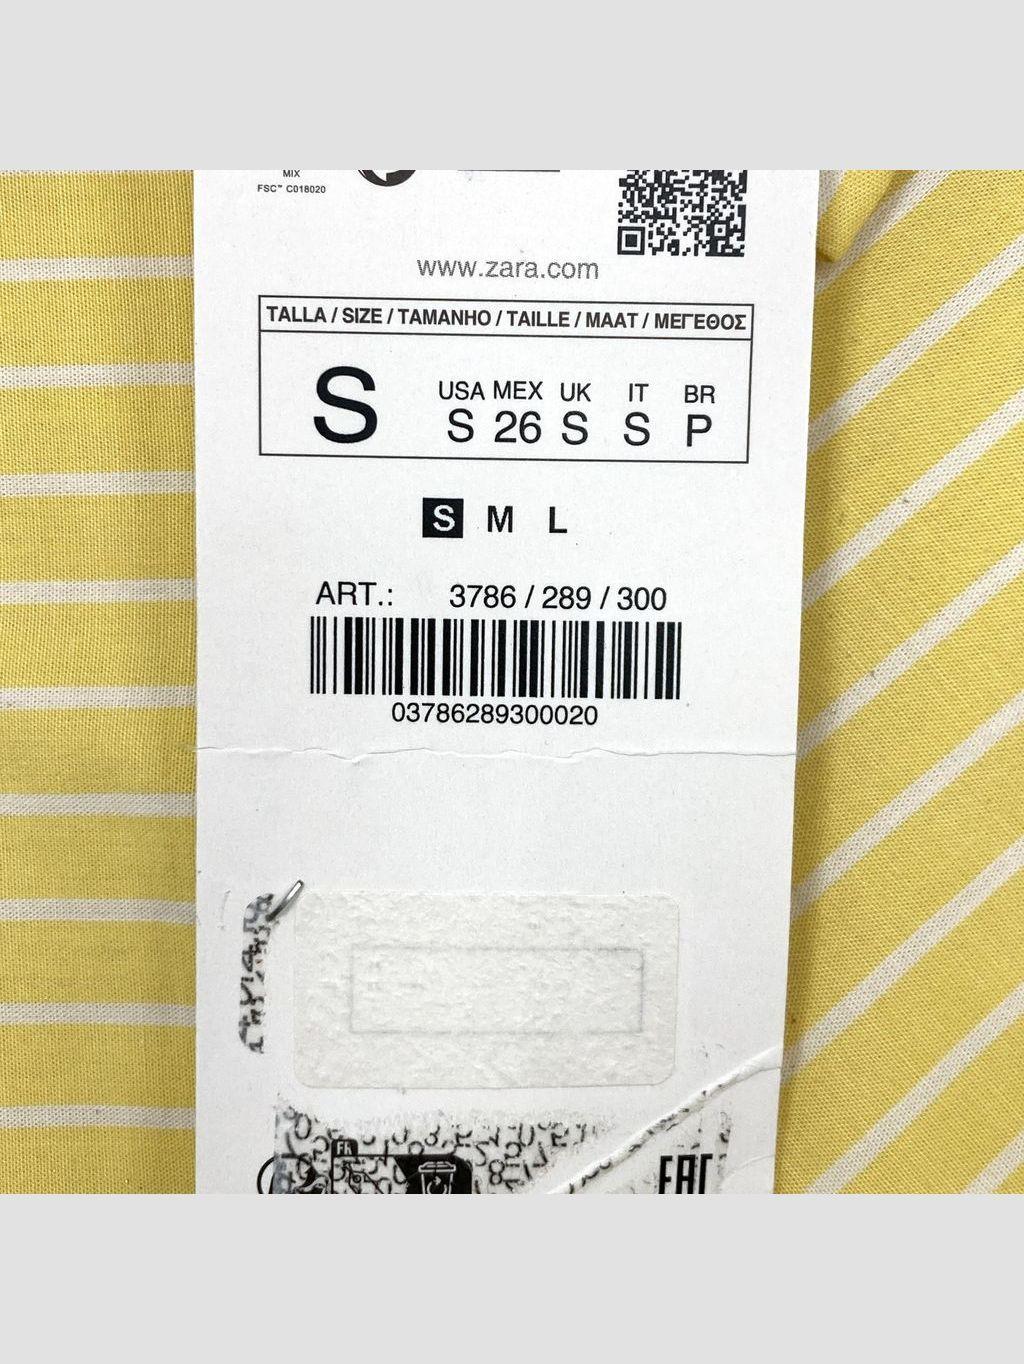 MIX
FSC™ C018020
www.zara.com
TALLA / SIZE / TAMANHO / TAILLE / MAAT / ΜΕΓΕΘΟΣ
S
USA MEX UK IT BR
S 26 S S P
S M L
ART.: 3786 / 289 / 300
03786289300020
FR
EAC